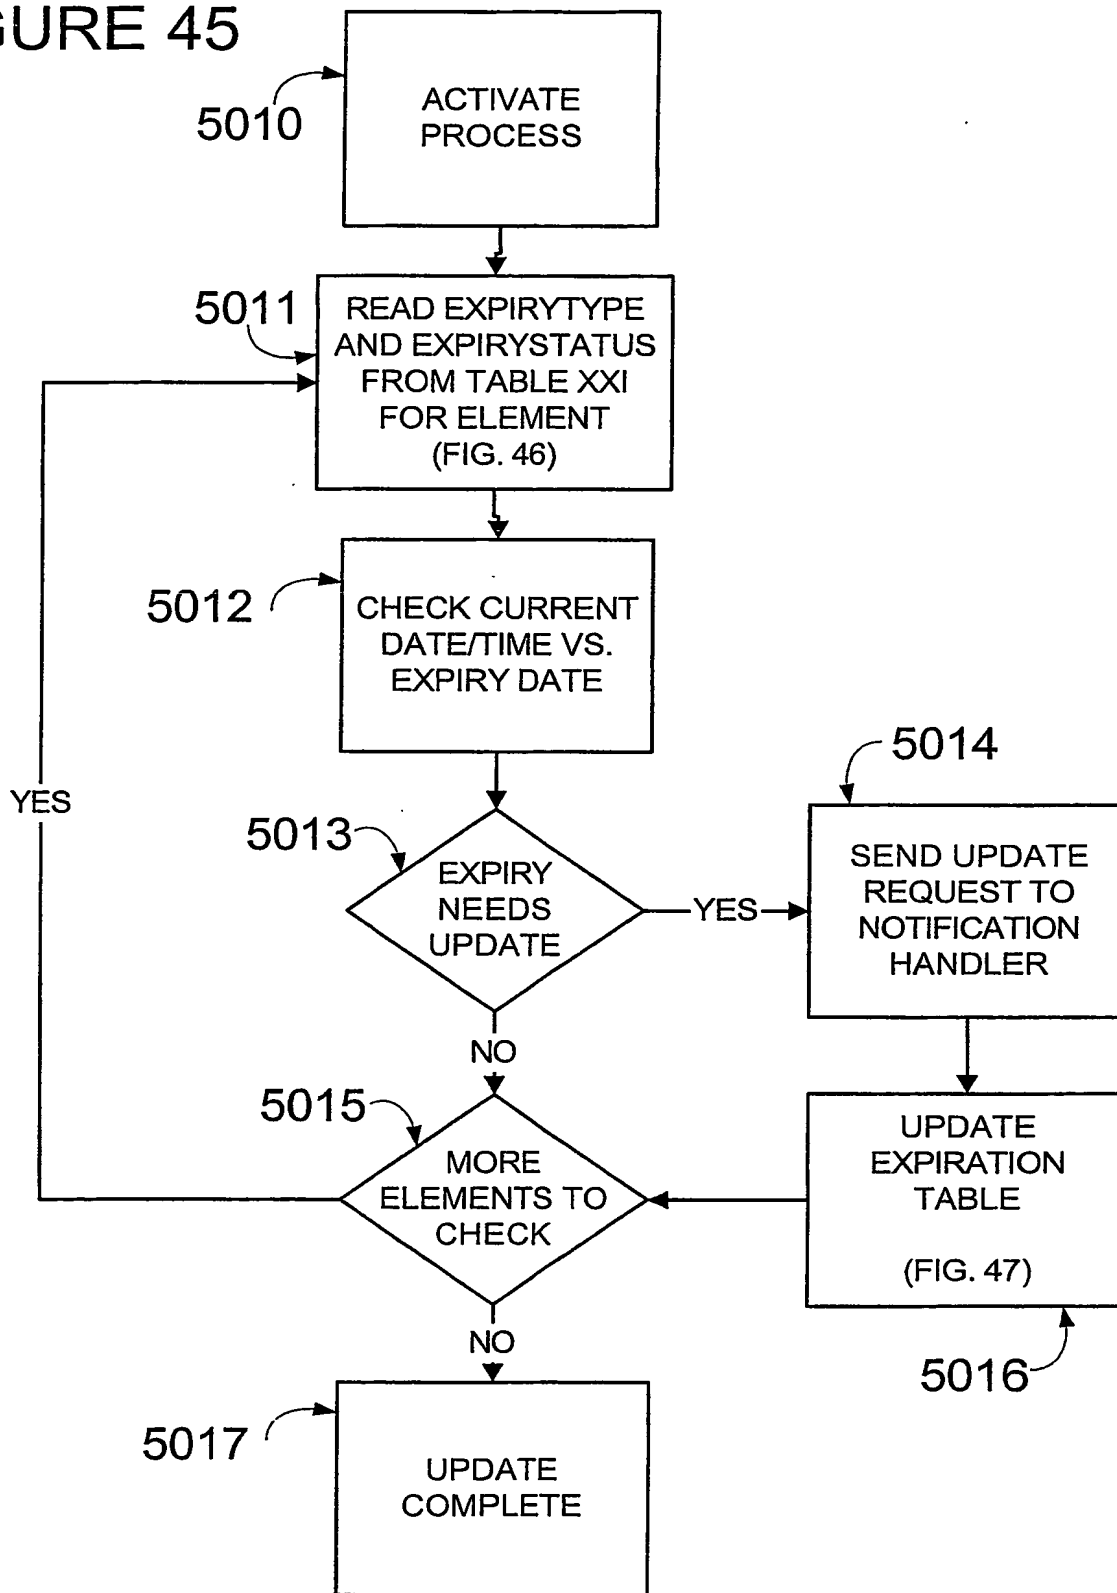 GURE 45
5010
ACTIVATE
PROCESS
5011
READ EXPIRYTYPE
AND EXPIRYSTATUS
FROM TABLE XXI
FOR ELEMENT
(FIG. 46)
5012
CHECK CURRENT
DATE/TIME VS.
EXPIRY DATE
YES
5013
EXPIRY
NEEDS
UPDATE
YES
5014
SEND UPDATE
REQUEST TO
NOTIFICATION
HANDLER
NO
5015
MORE
ELEMENTS TO
CHECK
UPDATE
EXPIRATION
TABLE
(FIG. 47)
5016
NO
5017
UPDATE
COMPLETE